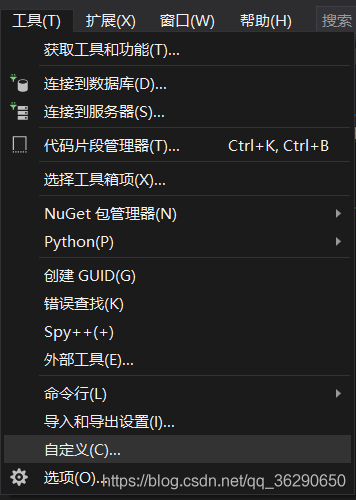 工具(T) 扩展(X) 窗口(W) 帮助(H) 搜索
获取工具和功能(T)...
连接到数据库(D)...
连接到服务器(S)...
代码片段管理器(T)... Ctrl+K, Ctrl+B
选择工具箱项(X)...
NuGet 包管理器(N)
Python(P)
创建 GUID(G)
错误查找(K)
Spy++(+)
外部工具(E)...
命令行(L)
导入和导出设置(I)...
自定义(C)...
选项(O)...
https://blog.csdn.net/qq_36290650